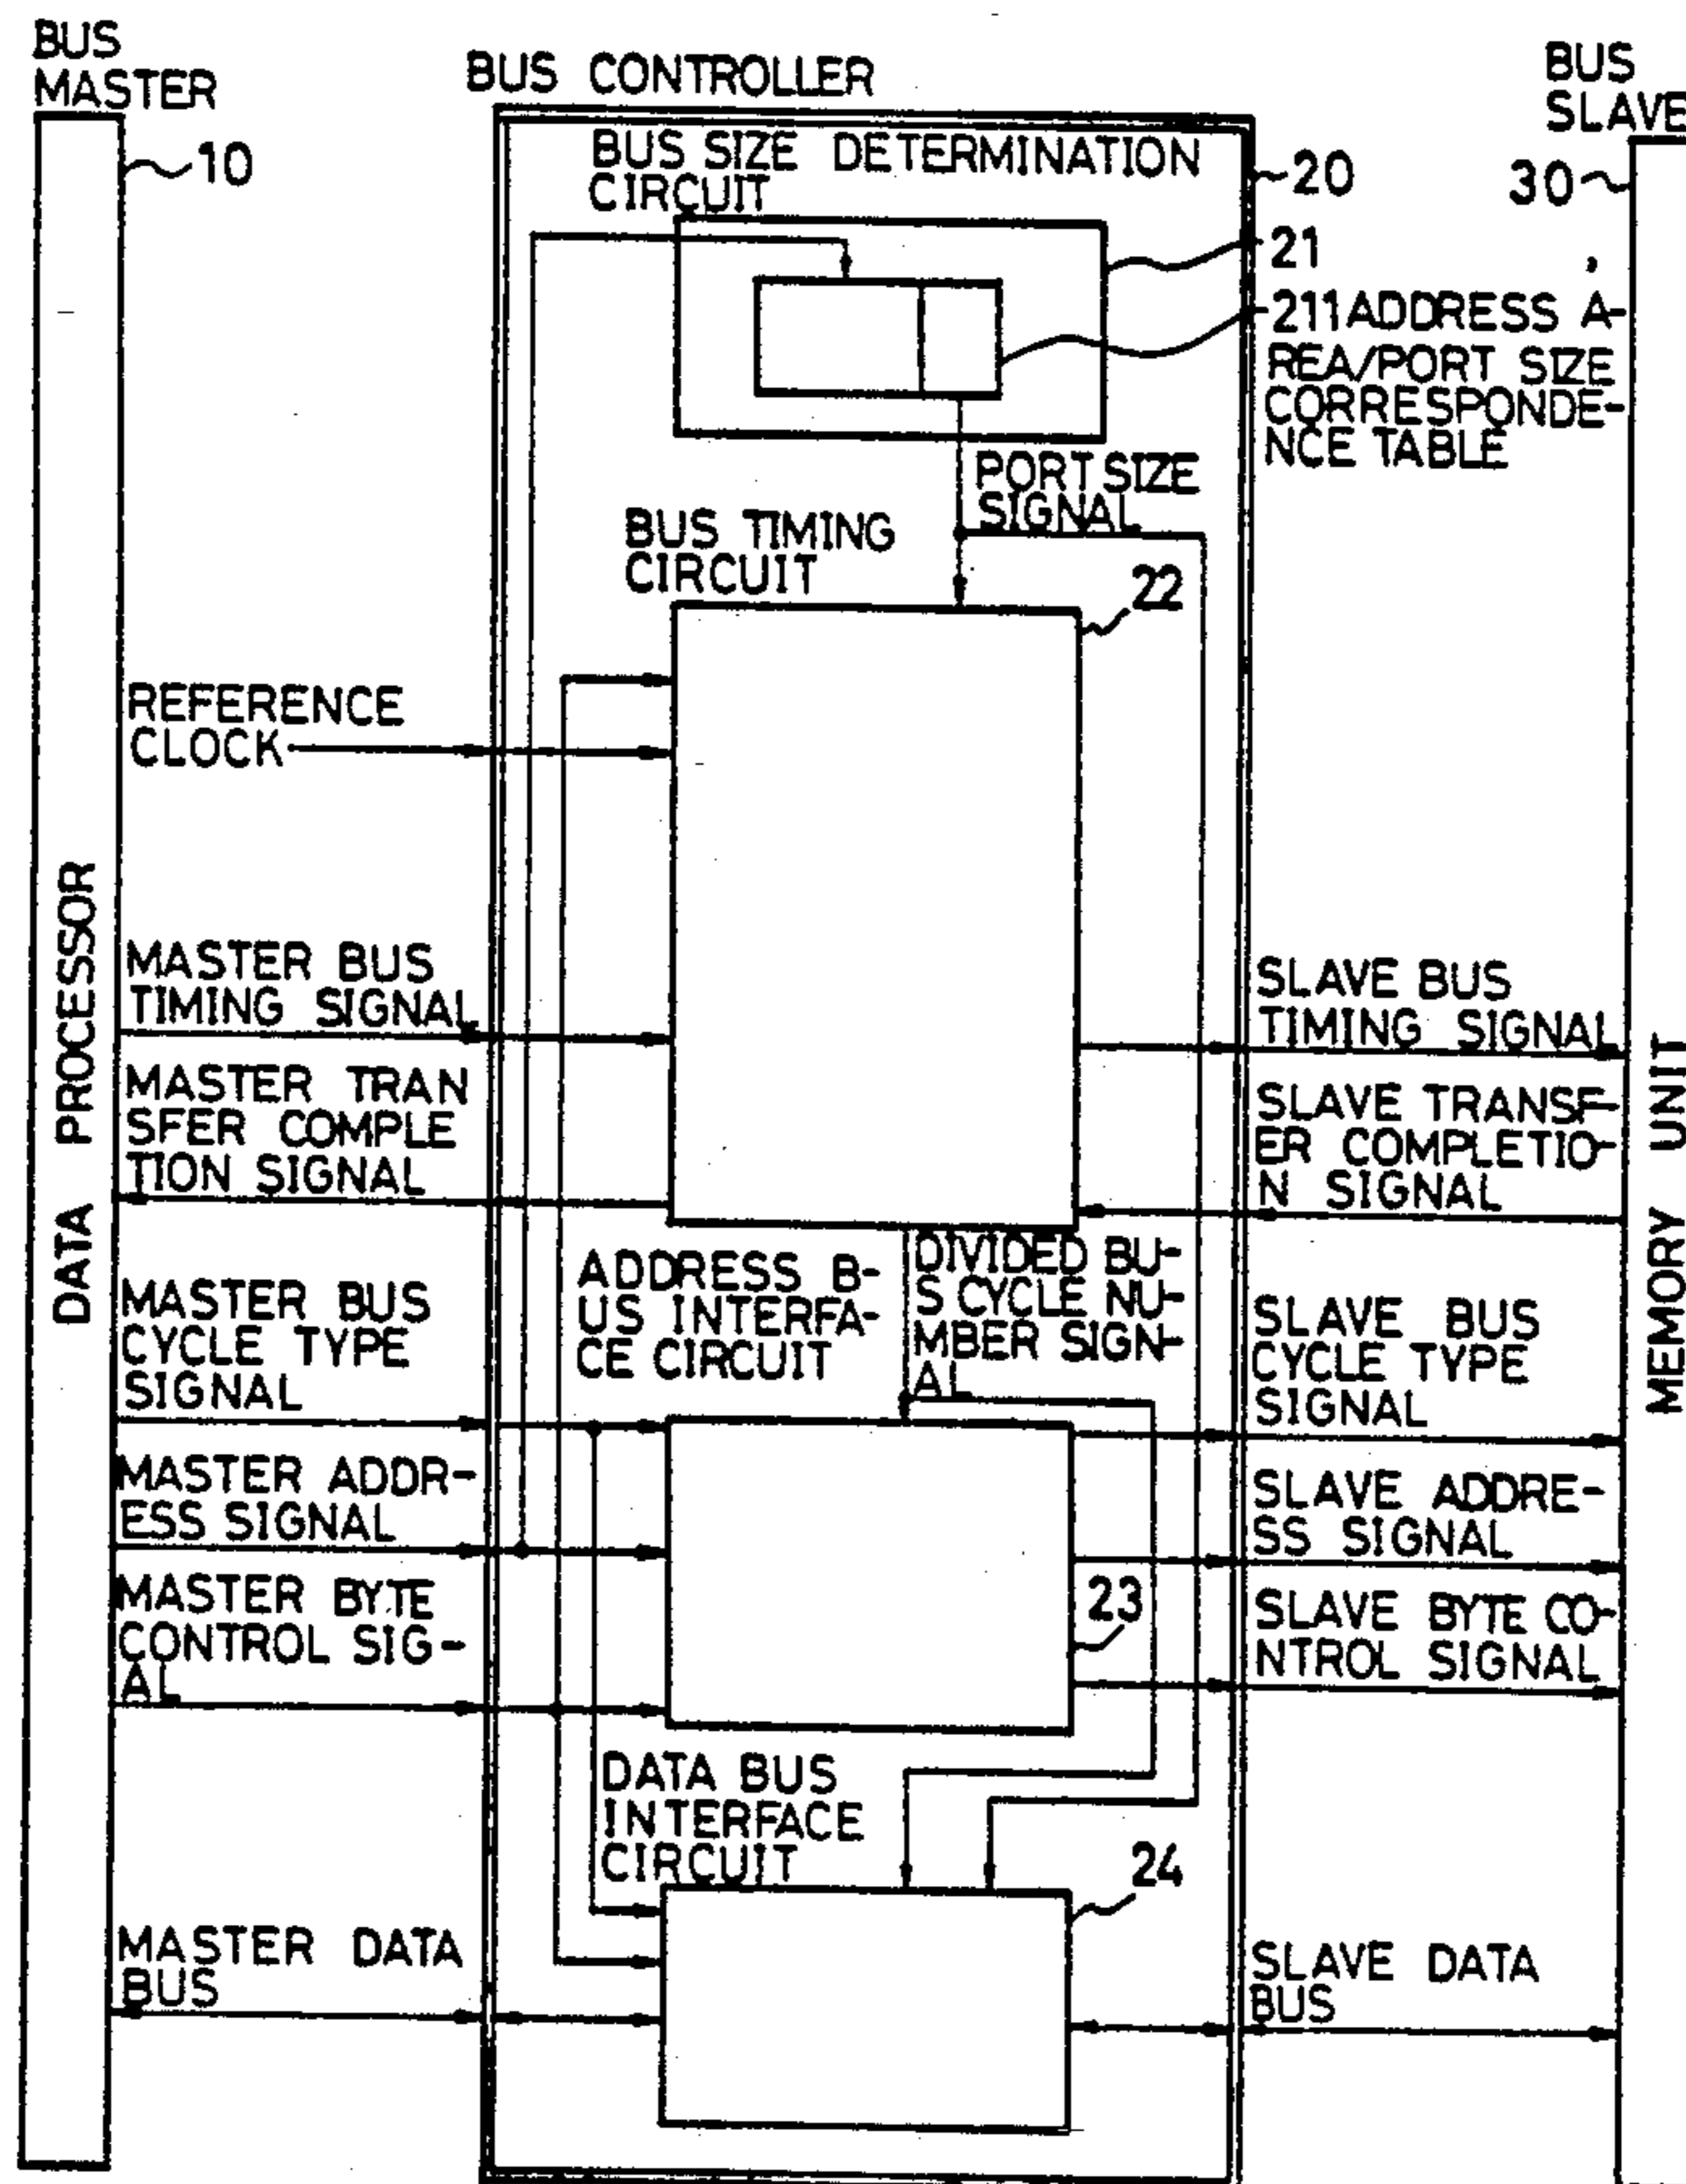 BUS
MASTER
10
BUS CONTROLLER
BUS
SLAVE
BUS SIZE DETERMINATION
CIRCUIT
20
30
21
211 ADDRESS A-
REA/PORT SIZE
CORRESPONDE-
NCE TABLE
PORT SIZE
SIGNAL
BUS TIMING
CIRCUIT
22
REFERENCE
CLOCK
DATA PROCESSOR
MASTER BUS
TIMING SIGNAL
SLAVE BUS
TIMING SIGNAL
MASTER TRAN
SFER COMPLE
TION SIGNAL
SLAVE TRANSF-
ER COMPLETIO-
N SIGNAL
MEMORY UNIT
ADDRESS B-
US INTERFA-
CE CIRCUIT
DIVIDED BU-
S CYCLE NU-
MBER SIGN-
AL
MASTER BUS
CYCLE TYPE
SIGNAL
SLAVE BUS
CYCLE TYPE
SIGNAL
MASTER ADDR-
ESS SIGNAL
SLAVE ADDRE-
SS SIGNAL
MASTER BYTE
CONTROL SIG-
AL
23
SLAVE BYTE CO-
NTROL SIGNAL
DATA BUS
INTERFACE
CIRCUIT
24
MASTER DATA
BUS
SLAVE DATA
BUS